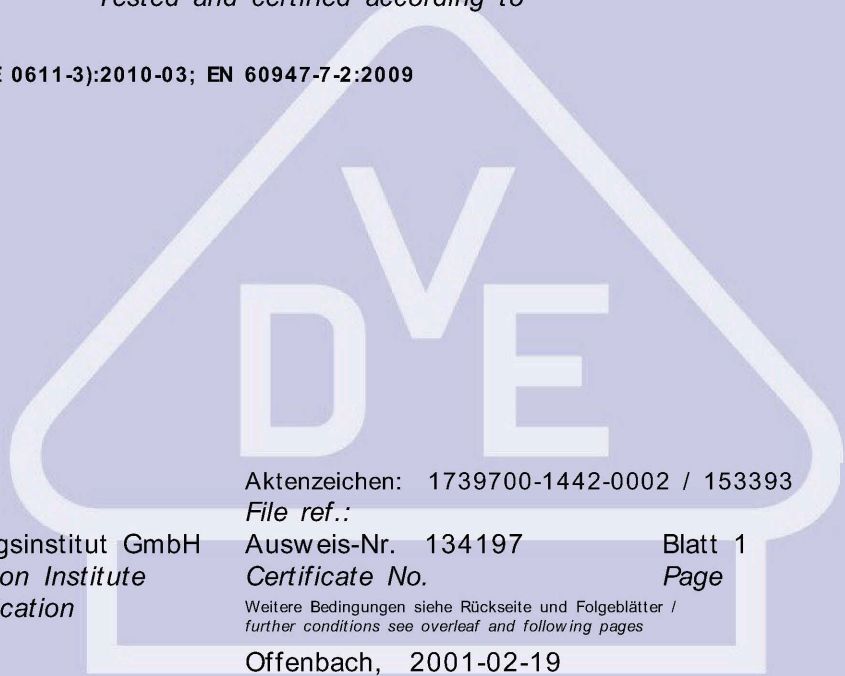 Tested and certified according to
0611-3):2010-03; EN 60947-7-2:2009
VDE
Aktenzeichen: 1739700-1442-0002 / 153393
File ref.:
gsinstitut GmbH Ausweis-Nr. 134197 Blatt 1
on Institute Certificate No. Page
cation Weitere Bedingungen siehe Rückseite und Folgeblätter /
further conditions see overleaf and following pages
Offenbach, 2001-02-19